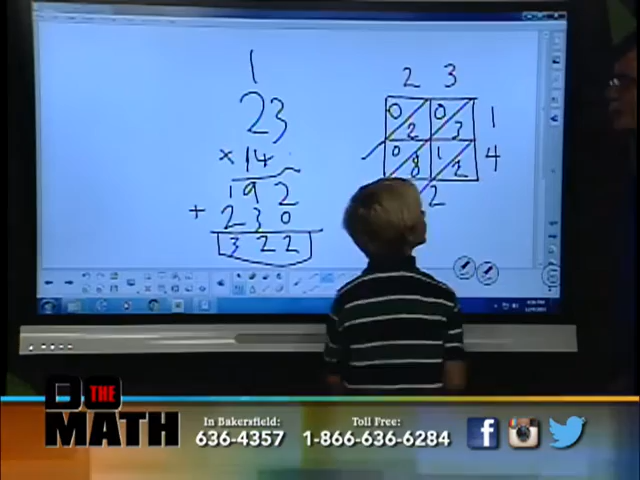 1
23
x 14
192
+ 230
322
2 3
0 0 1
2 3
0 1 4
8 2
2
DO THE MATH
In Bakersfield:
636-4357
Toll Free:
1-866-636-6284